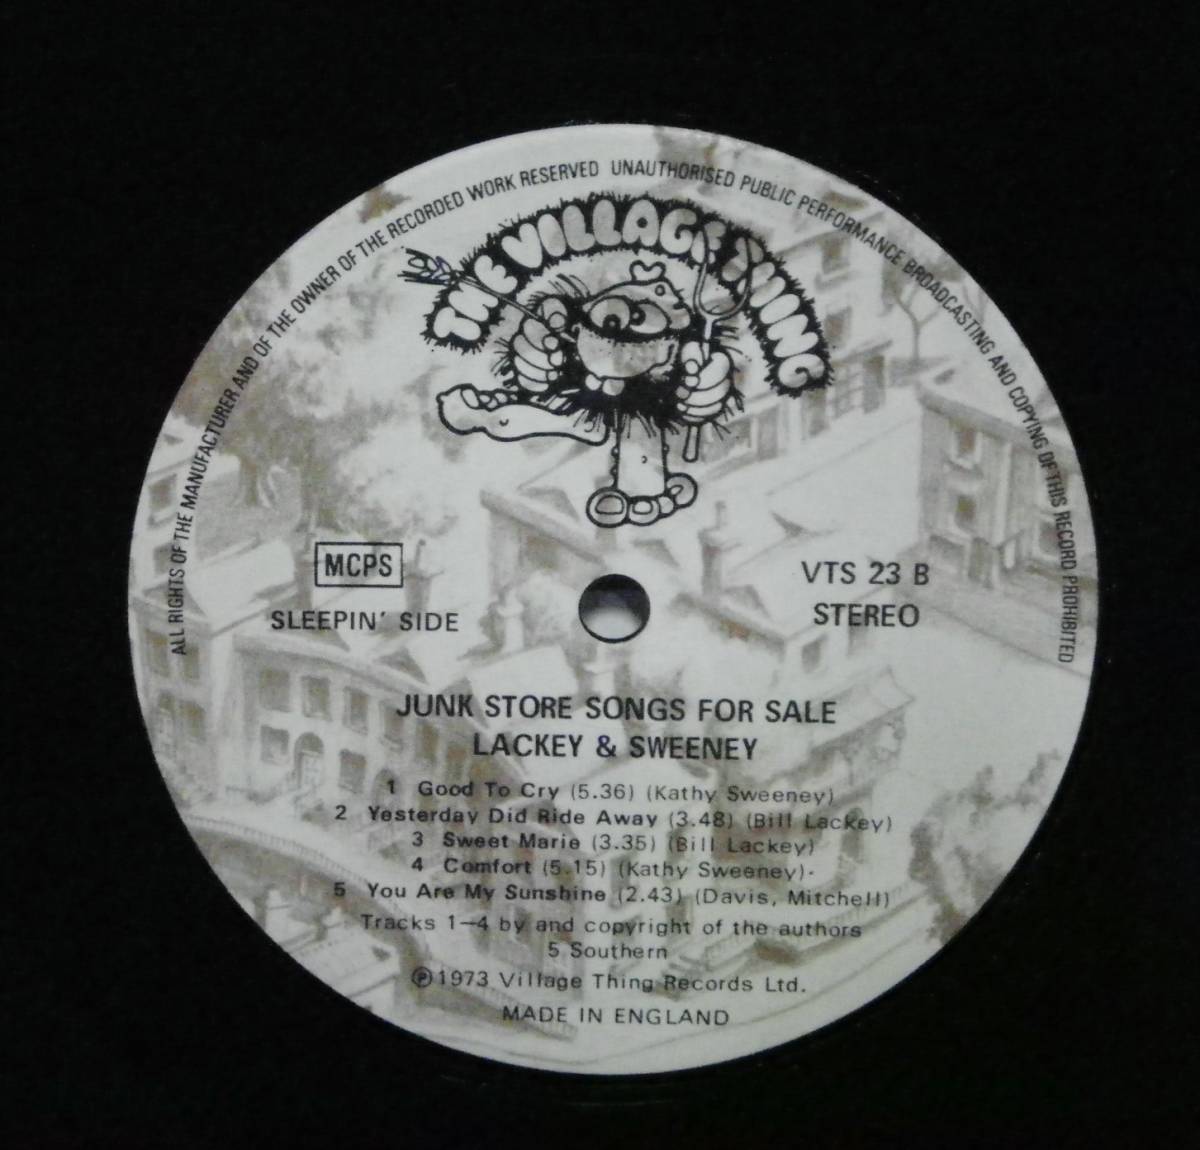 ALL RIGHTS OF THE MANUFACTURER AND OF THE OWNER OF THE RECORDED WORK RESERVED UNAUTHORISED PUBLIC PERFORMANCE BROADCASTING AND COPYING OF THIS RECORD PROHIBITED
THE VILLAGE THING
MCPS
SLEEPIN' SIDE
VTS 23 B
STEREO
JUNK STORE SONGS FOR SALE
LACKEY & SWEENEY
1 Good To Cry (5.36) (Kathy Sweeney)
2 Yesterday Did Ride Away (3.48) (Bill Lackey)
3 Sweet Marie (3.35) (Bill Lackey)
4 Comfort (5.15) (Kathy Sweeney)·
5 You Are My Sunshine (2.43) (Davis, Mitchell)
Tracks 1–4 by and copyright of the authors
5 Southern
℗1973 Village Thing Records Ltd.
MADE IN ENGLAND